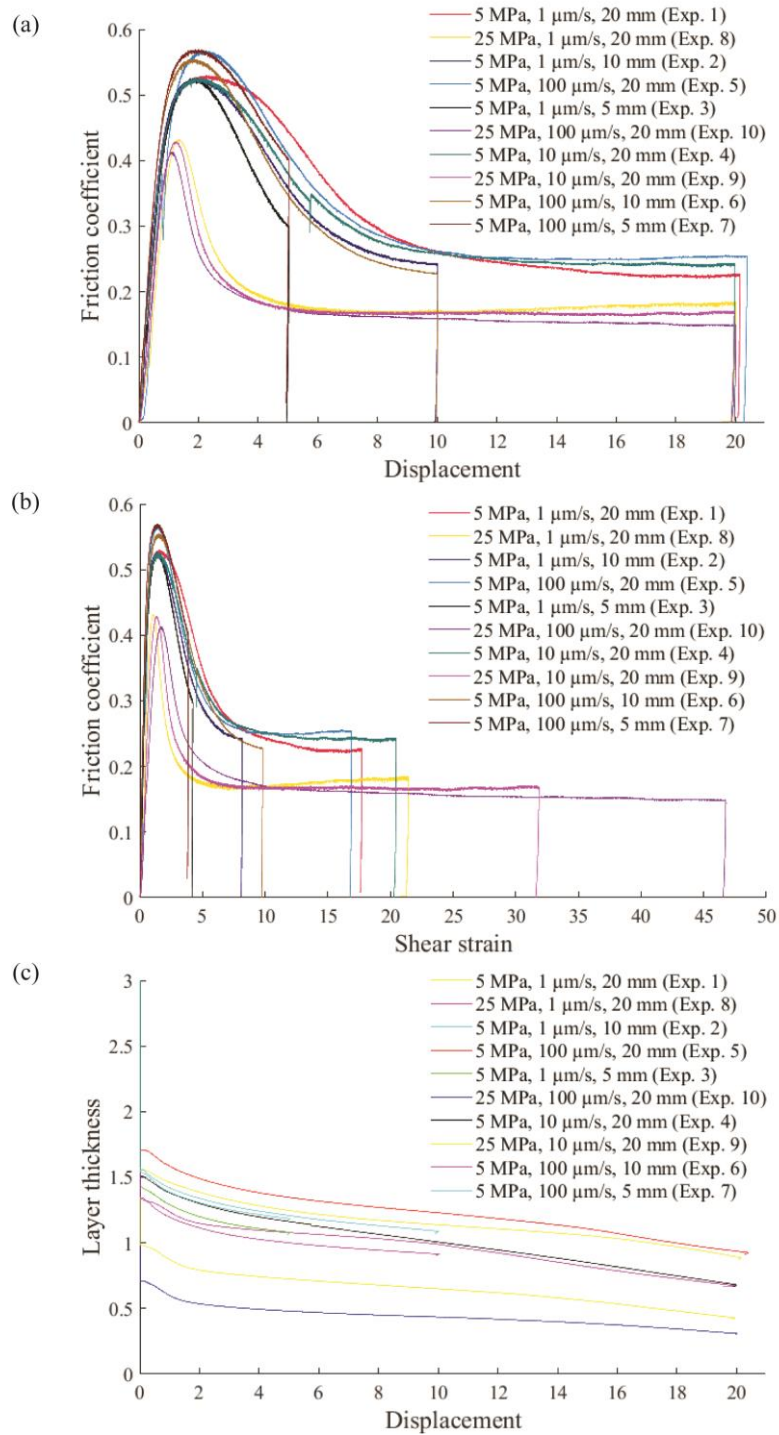 (a)
0.6
0.5
0.4
0.3
0.2
0.1
0
Friction coefficient
5 MPa, 1 µm/s, 20 mm (Exp. 1)
25 MPa, 1 µm/s, 20 mm (Exp. 8)
5 MPa, 1 µm/s, 10 mm (Exp. 2)
5 MPa, 100 µm/s, 20 mm (Exp. 5)
5 MPa, 1 µm/s, 5 mm (Exp. 3)
25 MPa, 100 µm/s, 20 mm (Exp. 10)
5 MPa, 10 µm/s, 20 mm (Exp. 4)
25 MPa, 10 µm/s, 20 mm (Exp. 9)
5 MPa, 100 µm/s, 10 mm (Exp. 6)
5 MPa, 100 µm/s, 5 mm (Exp. 7)
0 2 4 6 8 10 12 14 16 18 20
Displacement
(b)
0.6
0.5
0.4
0.3
0.2
0.1
0
Friction coefficient
5 MPa, 1 µm/s, 20 mm (Exp. 1)
25 MPa, 1 µm/s, 20 mm (Exp. 8)
5 MPa, 1 µm/s, 10 mm (Exp. 2)
5 MPa, 100 µm/s, 20 mm (Exp. 5)
5 MPa, 1 µm/s, 5 mm (Exp. 3)
25 MPa, 100 µm/s, 20 mm (Exp. 10)
5 MPa, 10 µm/s, 20 mm (Exp. 4)
25 MPa, 10 µm/s, 20 mm (Exp. 9)
5 MPa, 100 µm/s, 10 mm (Exp. 6)
5 MPa, 100 µm/s, 5 mm (Exp. 7)
0 5 10 15 20 25 30 35 40 45 50
Shear strain
(c)
3
2.5
2
1.5
1
0.5
0
Layer thickness
5 MPa, 1 µm/s, 20 mm (Exp. 1)
25 MPa, 1 µm/s, 20 mm (Exp. 8)
5 MPa, 1 µm/s, 10 mm (Exp. 2)
5 MPa, 100 µm/s, 20 mm (Exp. 5)
5 MPa, 1 µm/s, 5 mm (Exp. 3)
25 MPa, 100 µm/s, 20 mm (Exp. 10)
5 MPa, 10 µm/s, 20 mm (Exp. 4)
25 MPa, 10 µm/s, 20 mm (Exp. 9)
5 MPa, 100 µm/s, 10 mm (Exp. 6)
5 MPa, 100 µm/s, 5 mm (Exp. 7)
0 2 4 6 8 10 12 14 16 18 20
Displacement